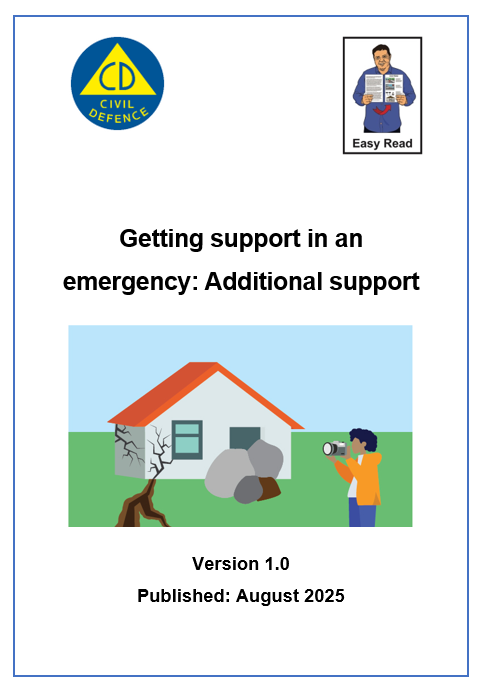 CD
CIVIL
DEFENCE
Easy Read
Getting support in an
emergency: Additional support
Version 1.0
Published: August 2025